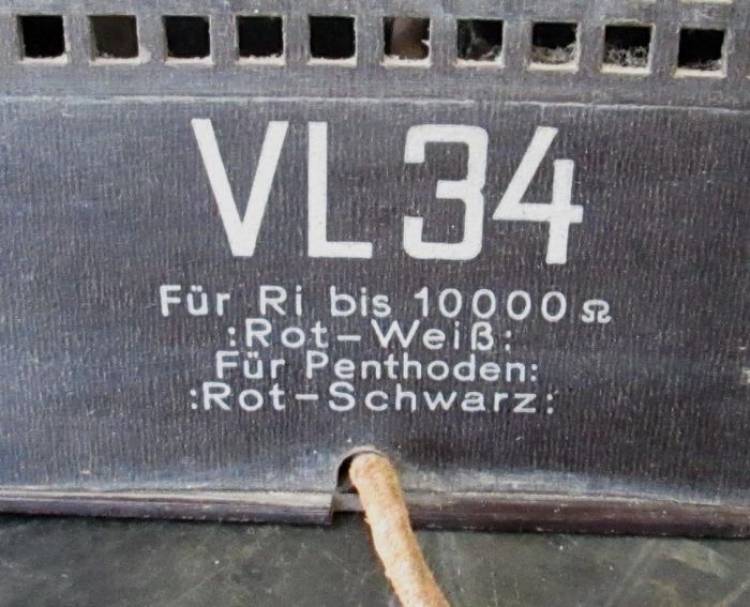 VL34
Für Ri bis 10000 Ω
:Rot-Weiß:
Für Penthoden:
:Rot-Schwarz: